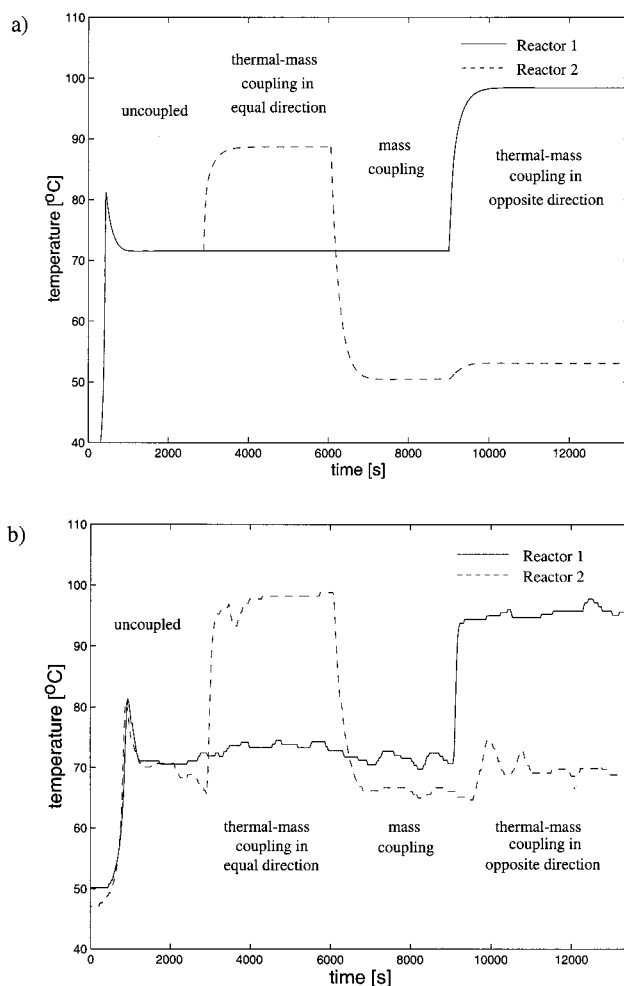 a)
110
100
90
80
70
60
50
40
temperature [ºC]
0
2000
4000
6000
8000
10000
12000
time [s]
uncoupled
thermal-mass
coupling in
equal direction
mass
coupling
thermal-mass
coupling in
opposite direction
Reactor 1
Reactor 2
b)
110
100
90
80
70
60
50
40
temperature [ºC]
0
2000
4000
6000
8000
10000
12000
time [s]
uncoupled
Reactor 1
Reactor 2
thermal-mass
coupling in
equal direction
mass
coupling
thermal-mass
coupling in
opposite direction